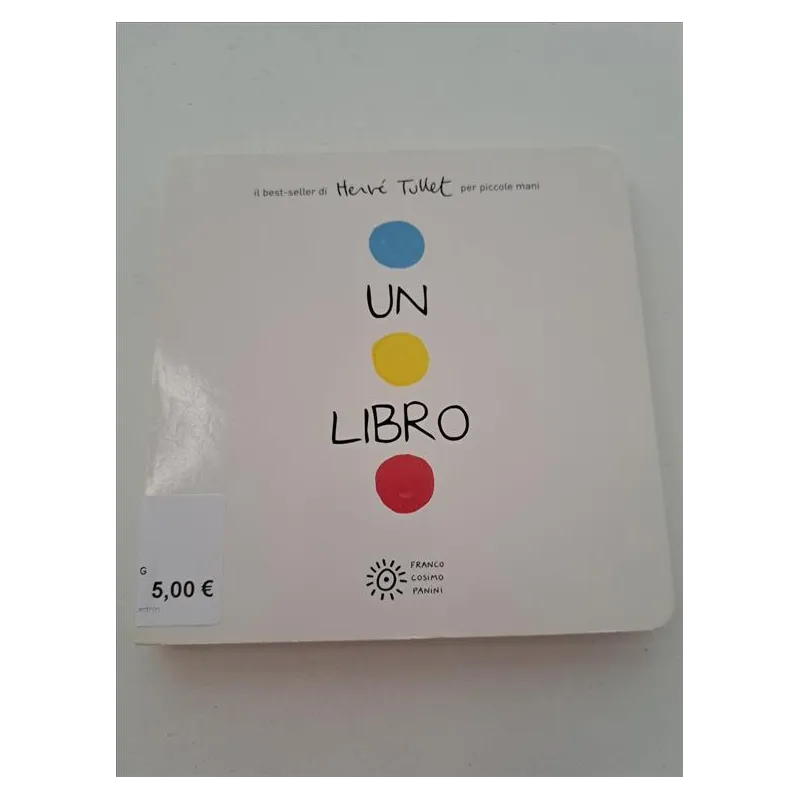 il best-seller di Hervé Tullet per piccole mani
UN
LIBRO
FRANCO
COSIMO
PANINI
G
5,00 €